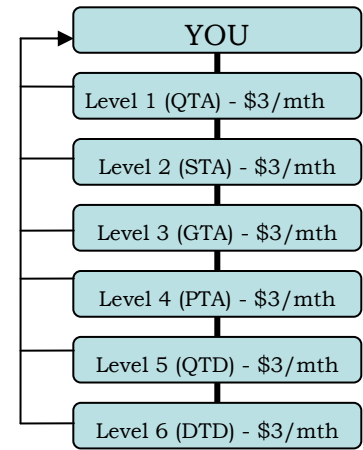 YOU
Level 1 (QTA) - $3/mth
Level 2 (STA) - $3/mth
Level 3 (GTA) - $3/mth
Level 4 (PTA) - $3/mth
Level 5 (QTD) - $3/mth
Level 6 (DTD) - $3/mth